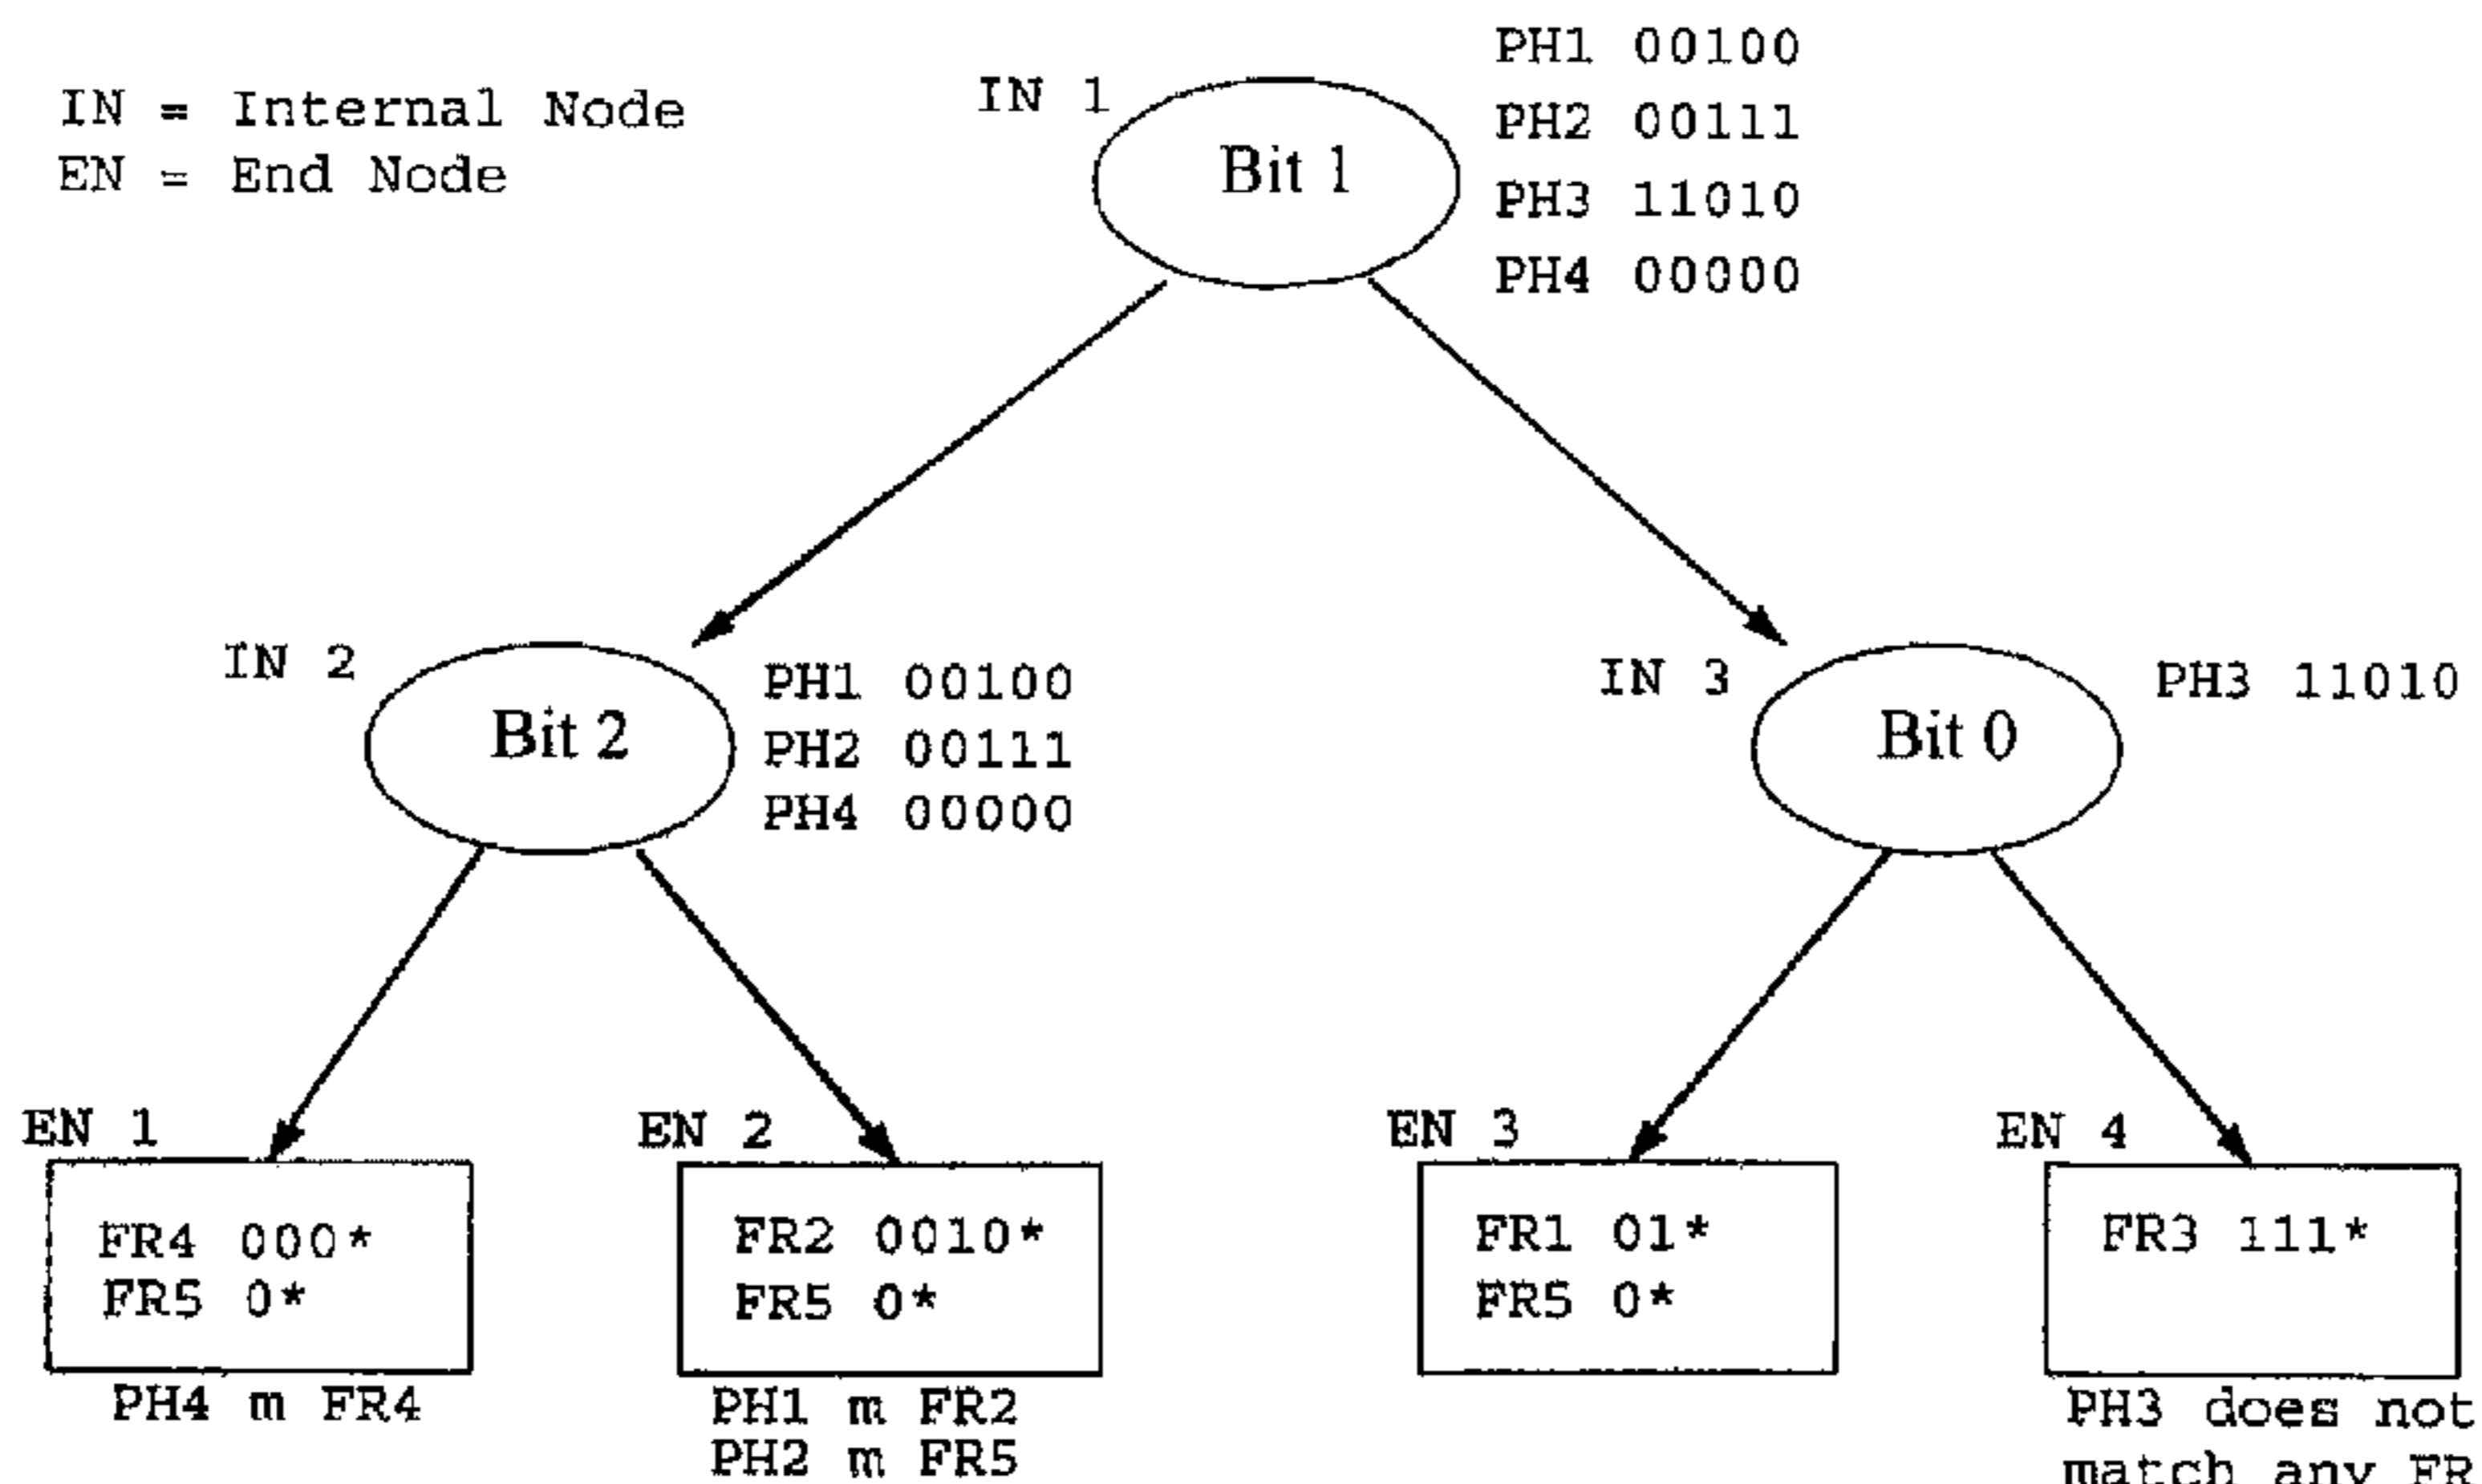 IN = Internal Node
EN = End Node
IN 1
Bit 1
PH1 00100
PH2 00111
PH3 11010
PH4 00000
IN 2
Bit 2
PH1 00100
PH2 00111
PH4 00000
IN 3
Bit 0
PH3 11010
EN 1
FR4 000*
FR5 0*
PH4 m FR4
EN 2
FR2 0010*
FR5 0*
PH1 m FR2
PH2 m FR5
EN 3
FR1 01*
FR5 0*
EN 4
FR3 111*
PH3 does not
match any FR